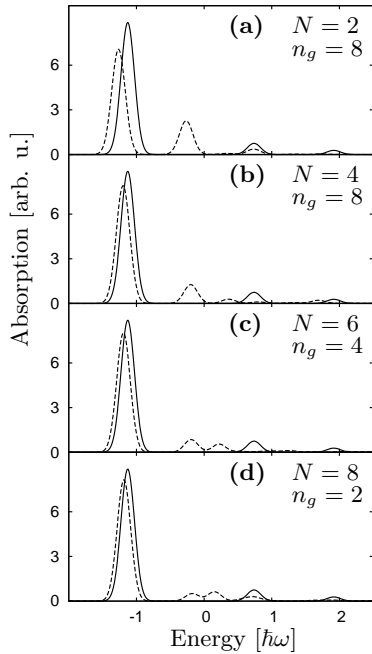 (a) N = 2
n_g = 8
6
3
0
(b) N = 4
n_g = 8
6
3
0
(c) N = 6
n_g = 4
6
3
0
(d) N = 8
n_g = 2
6
3
0
-1 0 1 2
Absorption [arb. u.]
Energy [ħω]